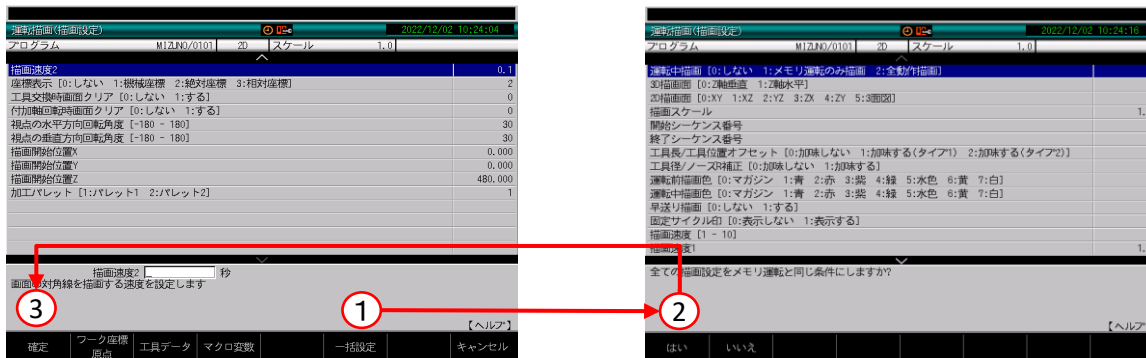 運転描画(描画設定)
2022/12/02 10:24:04
プログラム MIZUNO/0101 2D スケール 1.0
描画速度2 0.1
座標表示 [0:しない 1:機械座標 2:絶対座標 3:相対座標] 2
工具交換時画面クリア [0:しない 1:する] 0
付加軸回転時画面クリア [0:しない 1:する] 0
視点の水平方向回転角度 [-180 - 180] 30
視点の垂直方向回転角度 [-180 - 180] 30
描画開始位置X 0.000
描画開始位置Y 0.000
描画開始位置Z 480.000
加工パレット [1:パレット1 2:パレット2] 1
描画速度2 秒
画面の対角線を描画する速度を設定します
3
1
【ヘルプ】
確定 ワーク座標原点 工具データ マクロ変数 一括設定 キャンセル
運転描画(描画設定)
2022/12/02 10:24:16
プログラム MIZUNO/0101 2D スケール 1.0
運転中描画 [0:しない 1:メモリ運転のみ描画 2:全動作描画]
3D描画面 [0:Z軸垂直 1:Z軸水平]
2D描画面 [0:XY 1:XZ 2:YZ 3:ZX 4:ZY 5:3面図]
描画スケール 1.
開始シーケンス番号
終了シーケンス番号
工具長/工具位置オフセット [0:加味しない 1:加味する(タイプ1) 2:加味する(タイプ2)]
工具径/ノーズR補正 [0:加味しない 1:加味する]
運転前描画色 [0:マガジン 1:青 2:赤 3:紫 4:緑 5:水色 6:黄 7:白]
運転中描画色 [0:マガジン 1:青 2:赤 3:紫 4:緑 5:水色 6:黄 7:白]
早送り描画 [0:しない 1:する]
固定サイクル印 [0:表示しない 1:表示する]
描画速度 [1 - 10]
描画速度1 1.
全ての描画設定をメモリ運転と同じ条件にしますか?
2
【ヘルプ
はい いいえ